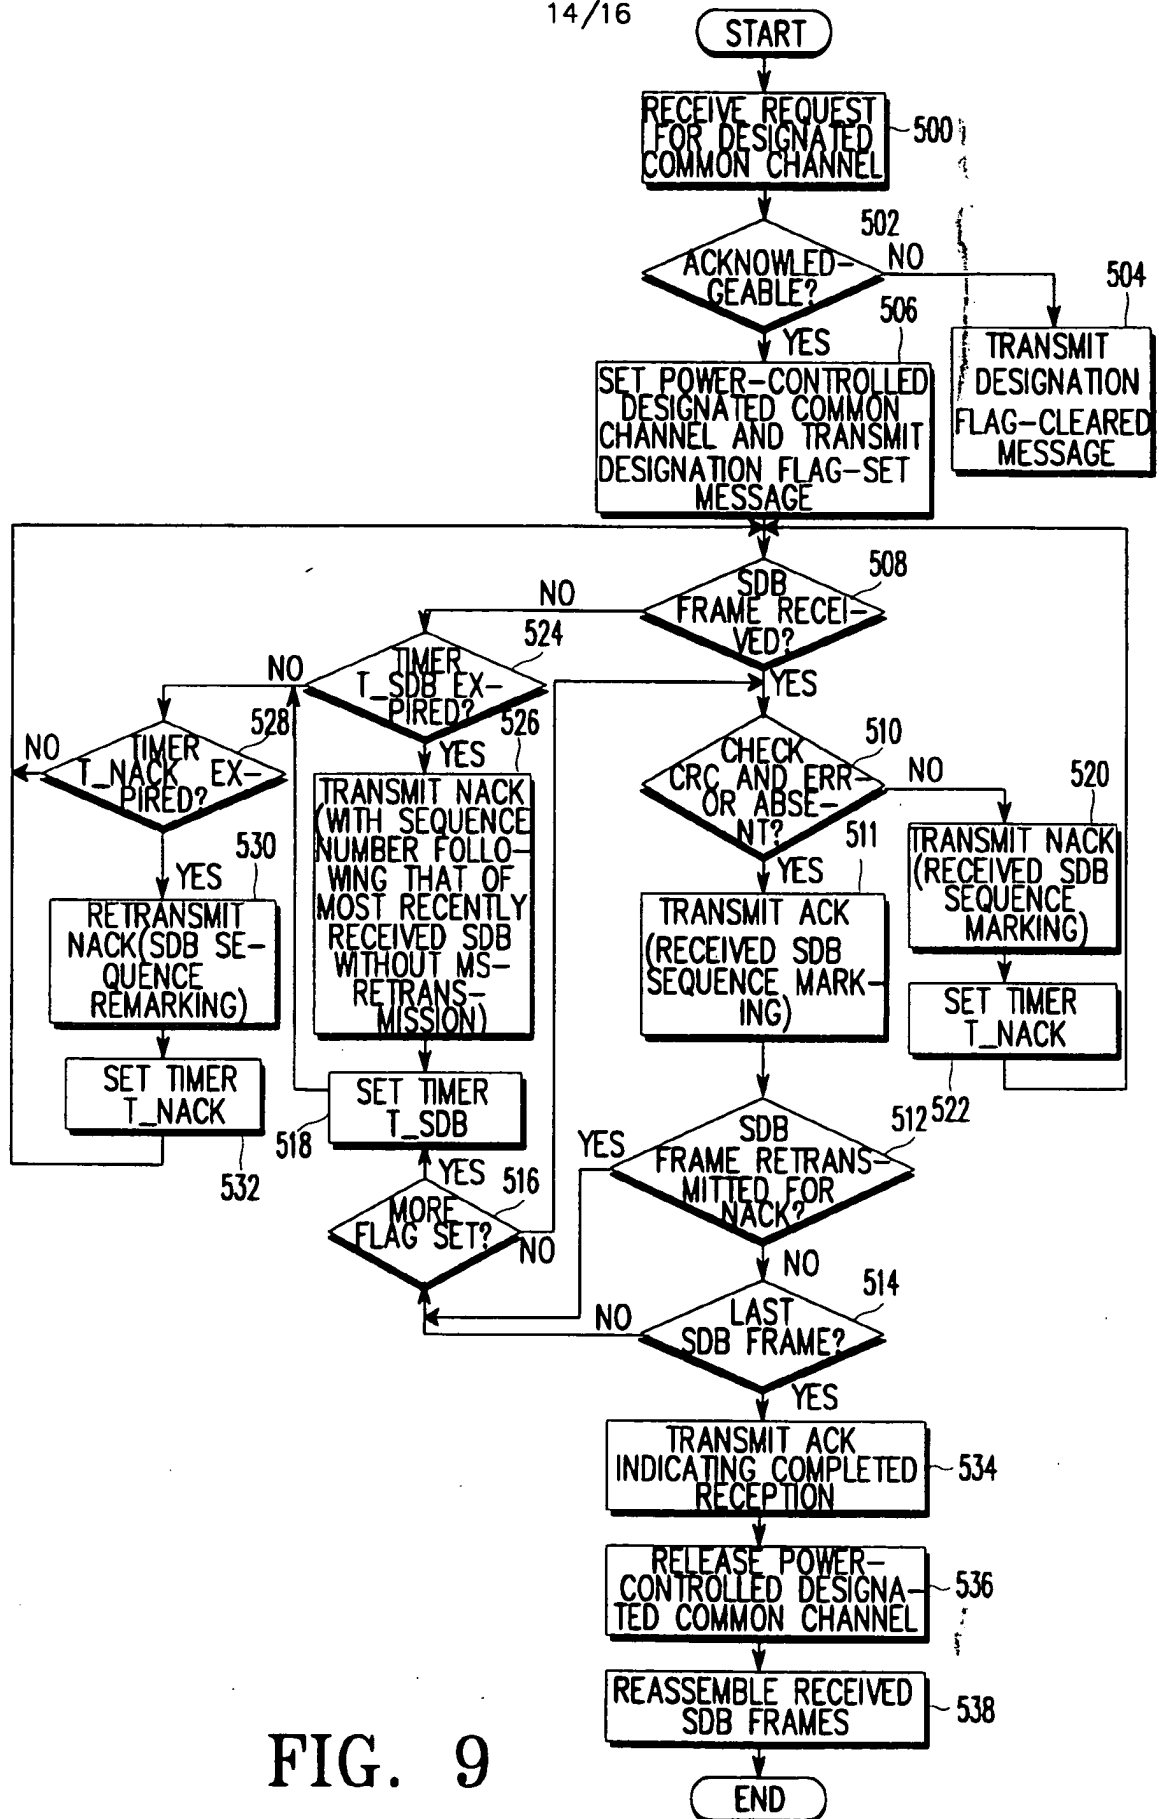 14/16
START
RECEIVE REQUEST
FOR DESIGNATED
COMMON CHANNEL
500
502
ACKNOWLED-
GEABLE?
NO
504
TRANSMIT
DESIGNATION
FLAG-CLEARED
MESSAGE
YES
506
SET POWER-CONTROLLED
DESIGNATED COMMON
CHANNEL AND TRANSMIT
DESIGNATION FLAG-SET
MESSAGE
508
SDB
FRAME RECEI-
VED?
NO
YES
524
TIMER
T_SDB EX-
PIRED?
NO
YES
526
528
TIMER
T_NACK EX-
PIRED?
NO
YES
510
CHECK
CRC AND ERR-
OR ABSE-
NT?
NO
YES
520
TRANSMIT NACK
(RECEIVED SDB
SEQUENCE
MARKING)
TRANSMIT NACK
(WITH SEQUENCE
NUMBER FOLLO-
WING THAT OF
MOST RECENTLY
RECEIVED SDB
WITHOUT MS-
RETRANS-
MISSION)
511
TRANSMIT ACK
(RECEIVED SDB
SEQUENCE MARK-
ING)
530
RETRANSMIT
NACK(SDB SE-
QUENCE
REMARKING)
SET TIMER
T_NACK
522
SET TIMER
T_NACK
532
SET TIMER
T_SDB
518
YES
516
MORE
FLAG SET?
NO
512
SDB
FRAME RETRANS-
MITTED FOR
NACK?
YES
NO
514
LAST
SDB FRAME?
NO
YES
TRANSMIT ACK
INDICATING COMPLETED
RECEPTION
534
RELEASE POWER-
CONTROLLED DESIGNA-
TED COMMON CHANNEL
536
REASSEMBLE RECEIVED
SDB FRAMES
538
END
FIG. 9